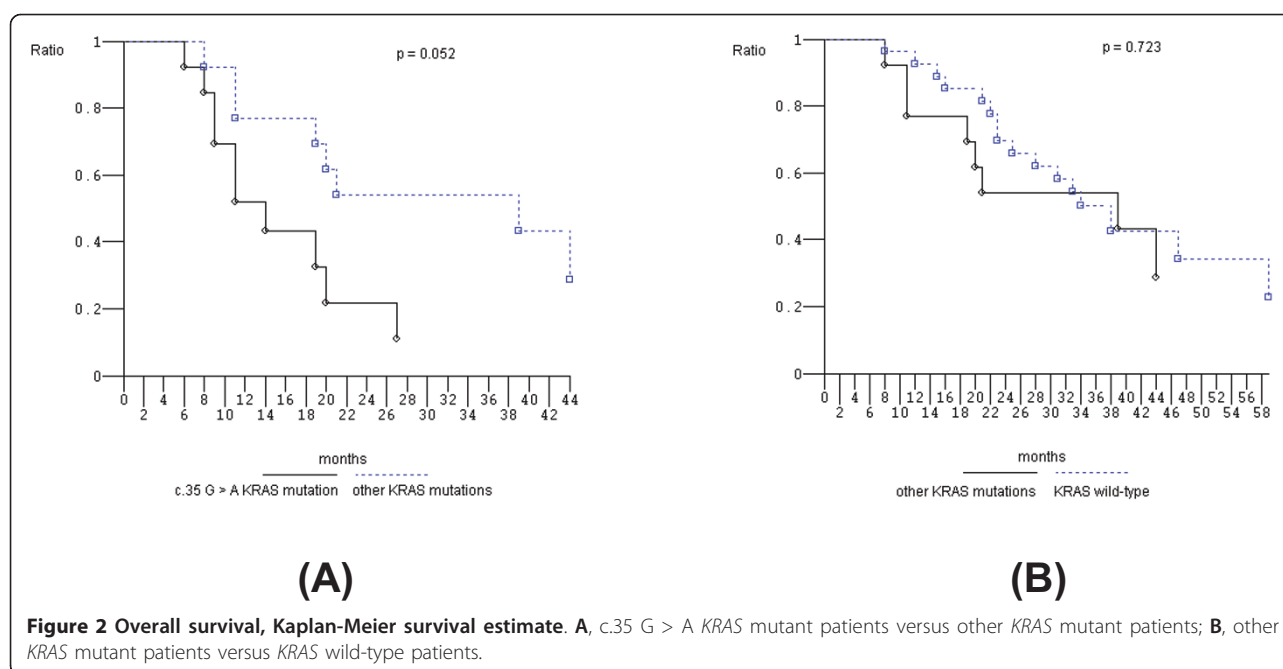 Ratio
p = 0.052
1
0.8
0.6
0.4
0.2
0
0 4 8 12 16 20 24 28 32 36 40 44
2 6 10 14 18 22 26 30 34 38 42
months
c.35 G > A KRAS mutation other KRAS mutations
(A)
Ratio
p = 0.723
1
0.8
0.6
0.4
0.2
0
0 4 8 12 16 20 24 28 32 36 40 44 48 52 56
2 6 10 14 18 22 26 30 34 38 42 46 50 54 58
months
other KRAS mutations KRAS wild-type
(B)
Figure 2 Overall survival, Kaplan-Meier survival estimate. A, c.35 G > A KRAS mutant patients versus other KRAS mutant patients; B, other
KRAS mutant patients versus KRAS wild-type patients.